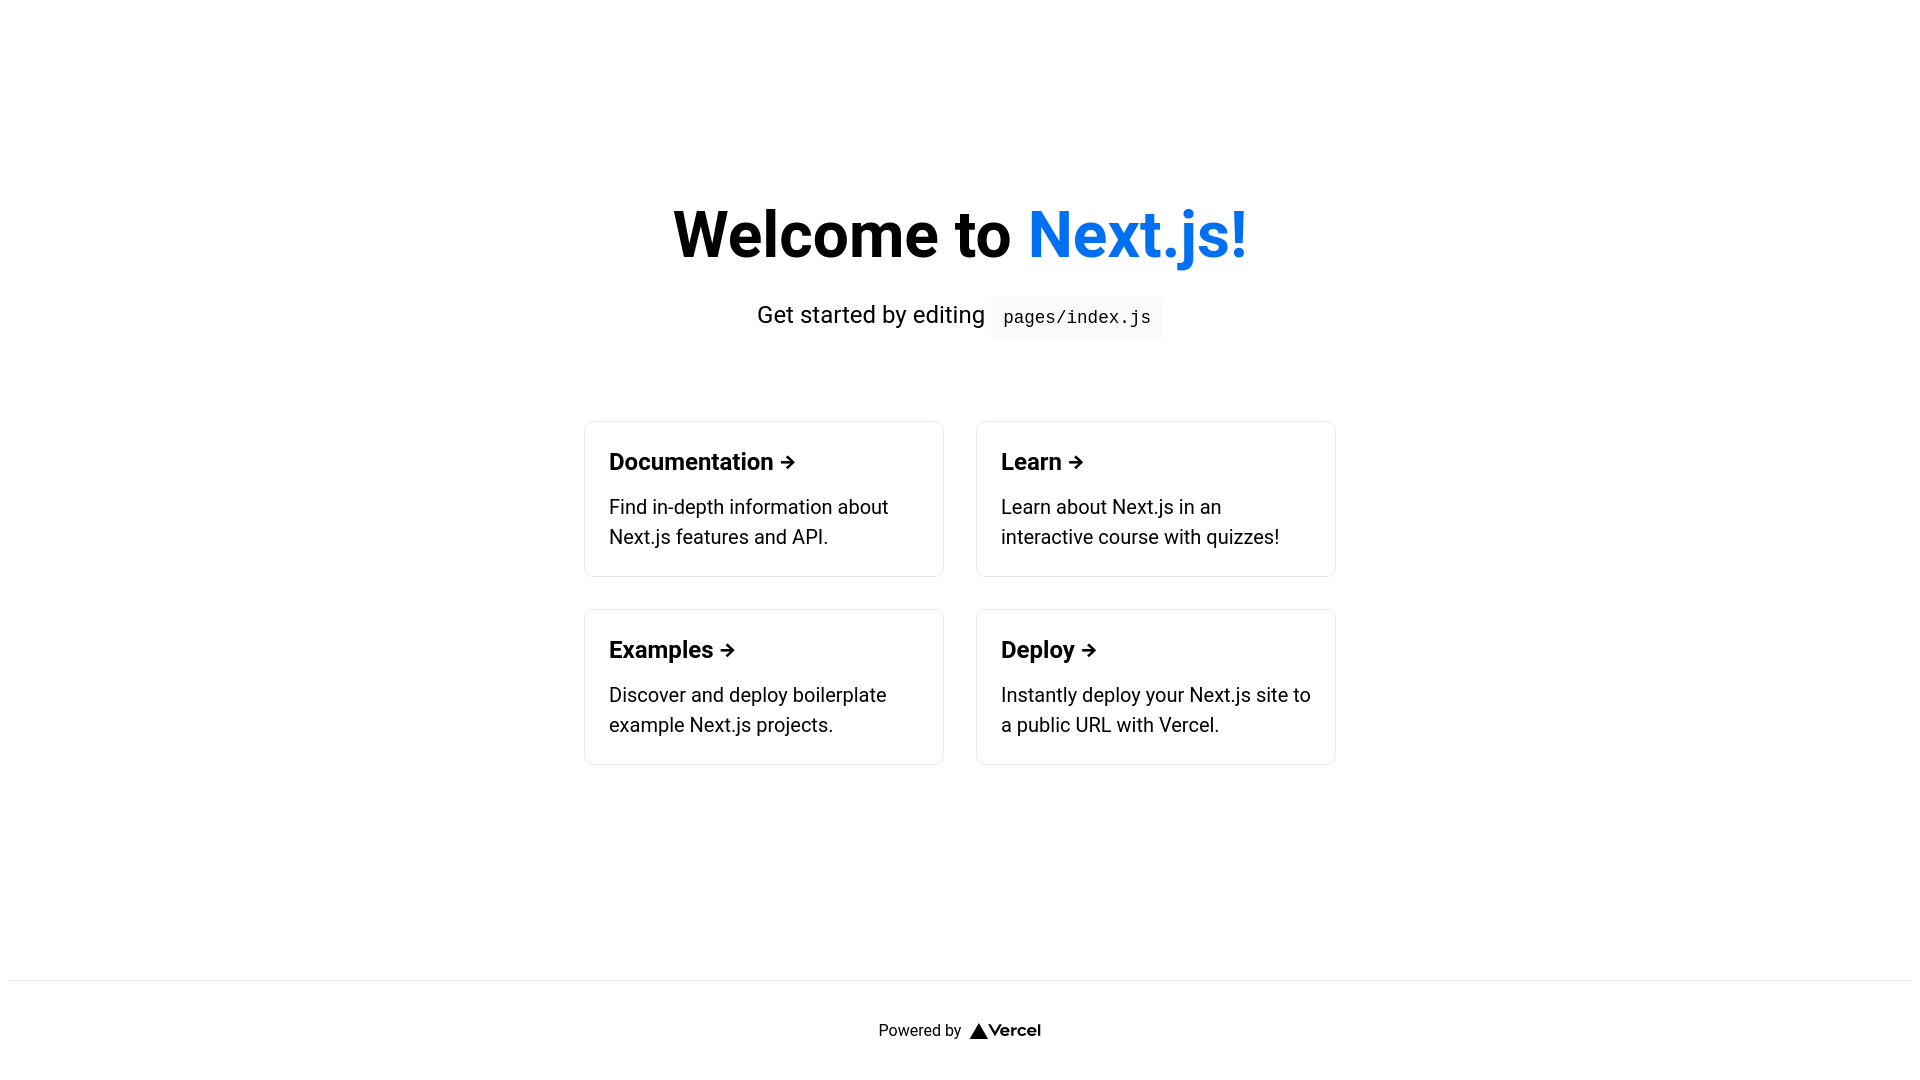 Welcome to Next.js!
Get started by editing pages/index.js
Documentation →
Find in-depth information about
Next.js features and API.
Learn →
Learn about Next.js in an
interactive course with quizzes!
Examples →
Discover and deploy boilerplate
example Next.js projects.
Deploy →
Instantly deploy your Next.js site to
a public URL with Vercel.
Powered by Vercel